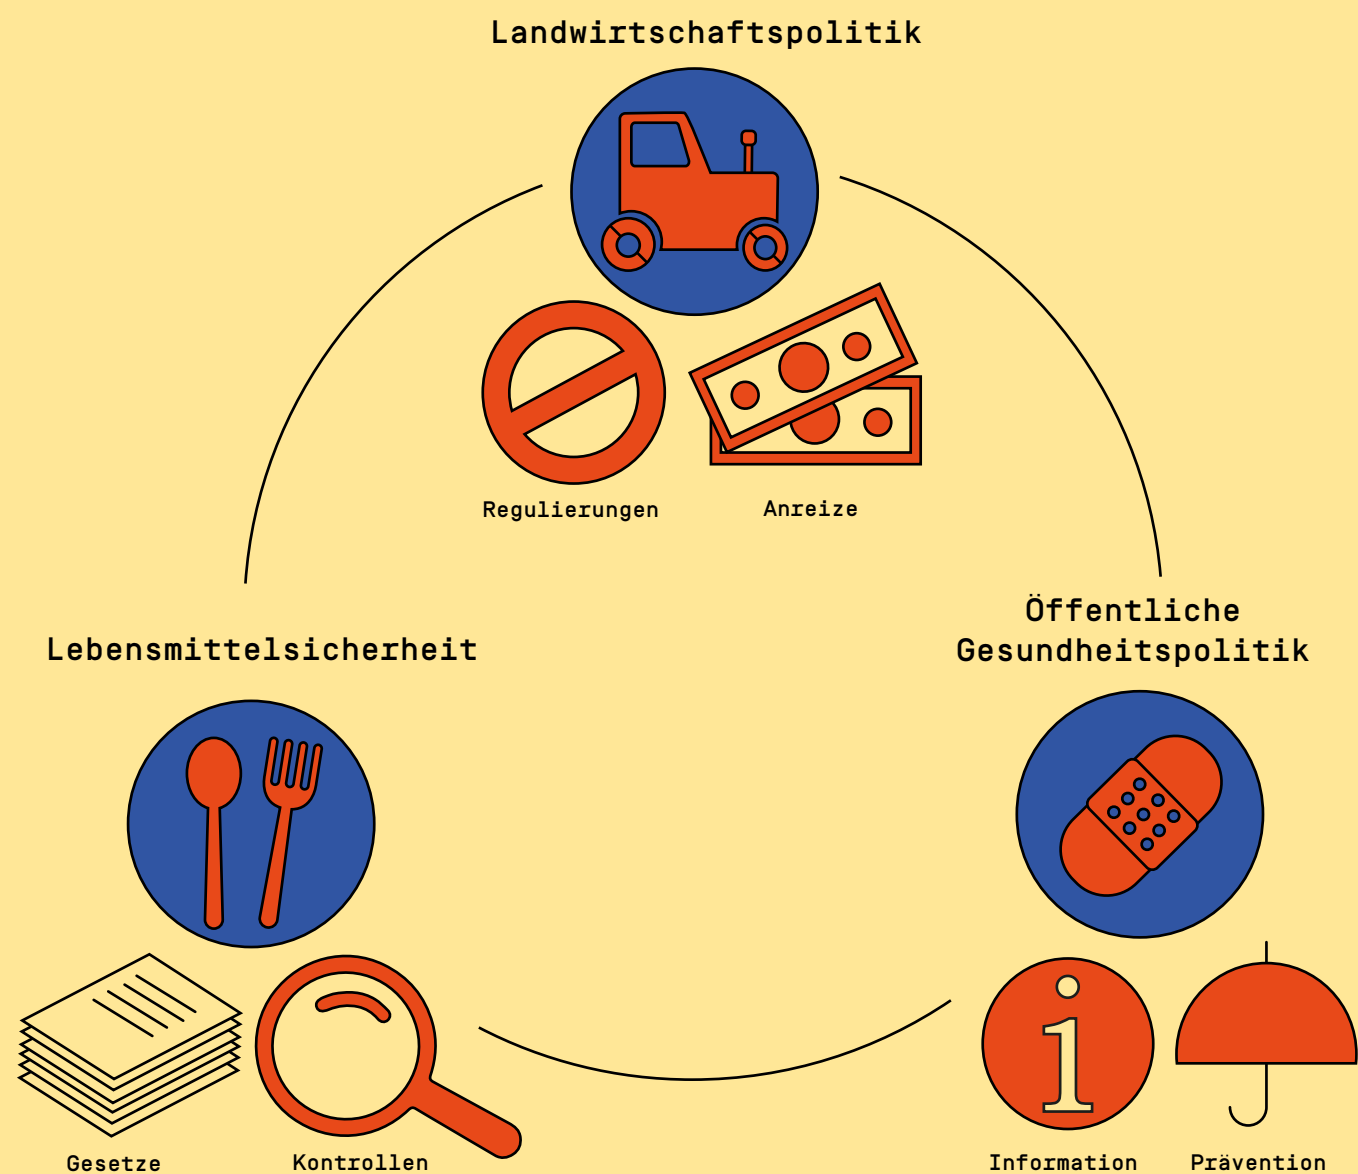 Landwirtschaftspolitik
Regulierungen
Anreize
Lebensmittelsicherheit
Gesetze
Kontrollen
Öffentliche
Gesundheitspolitik
Information
Prävention